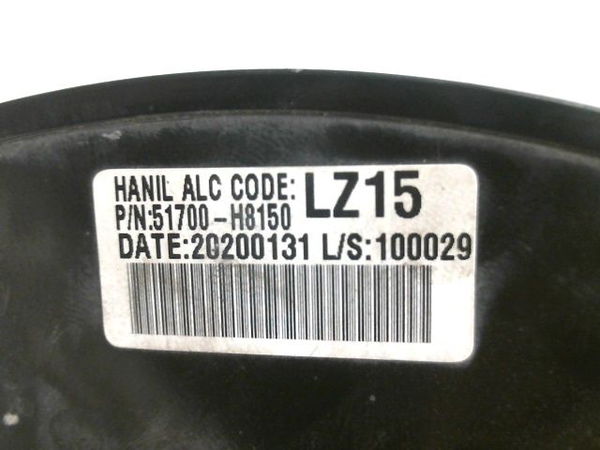 HANIL ALC CODE: LZ15
P/N:51700-H8150
DATE:20200131 L/S:100029